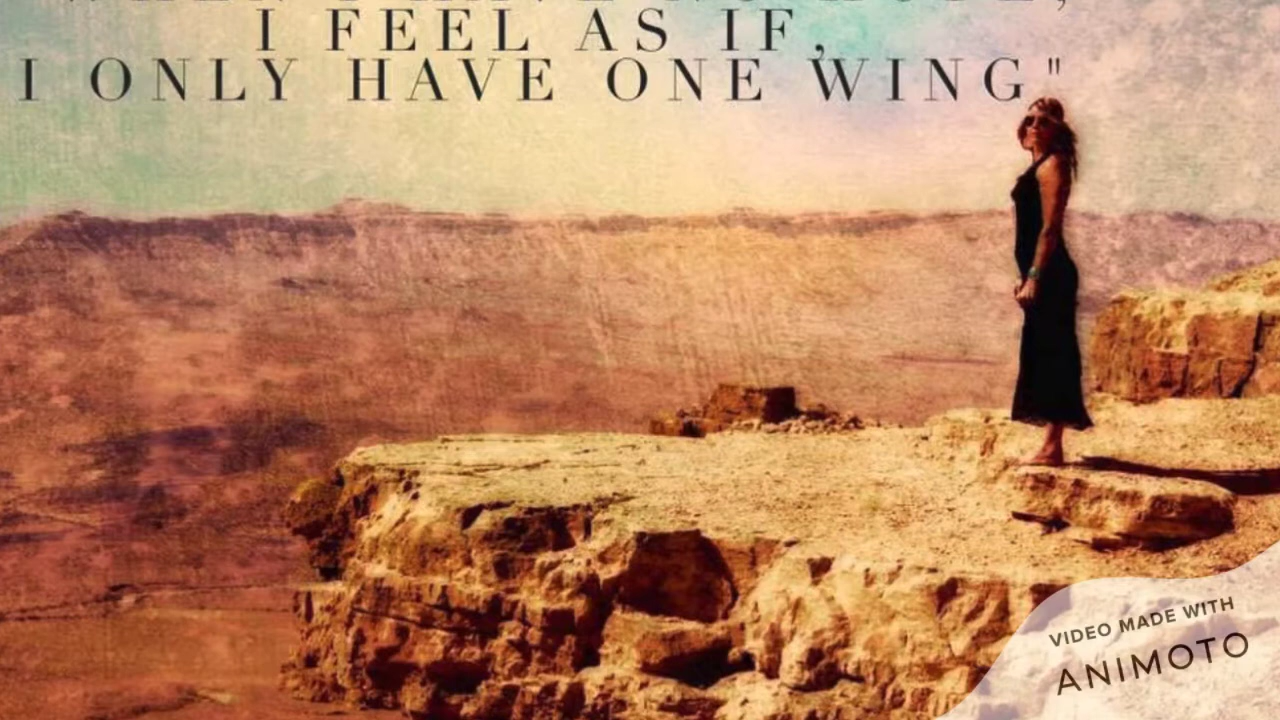 I FEEL AS IF,
I ONLY HAVE ONE WING"
VIDEO MADE WITH
ANIMOTO